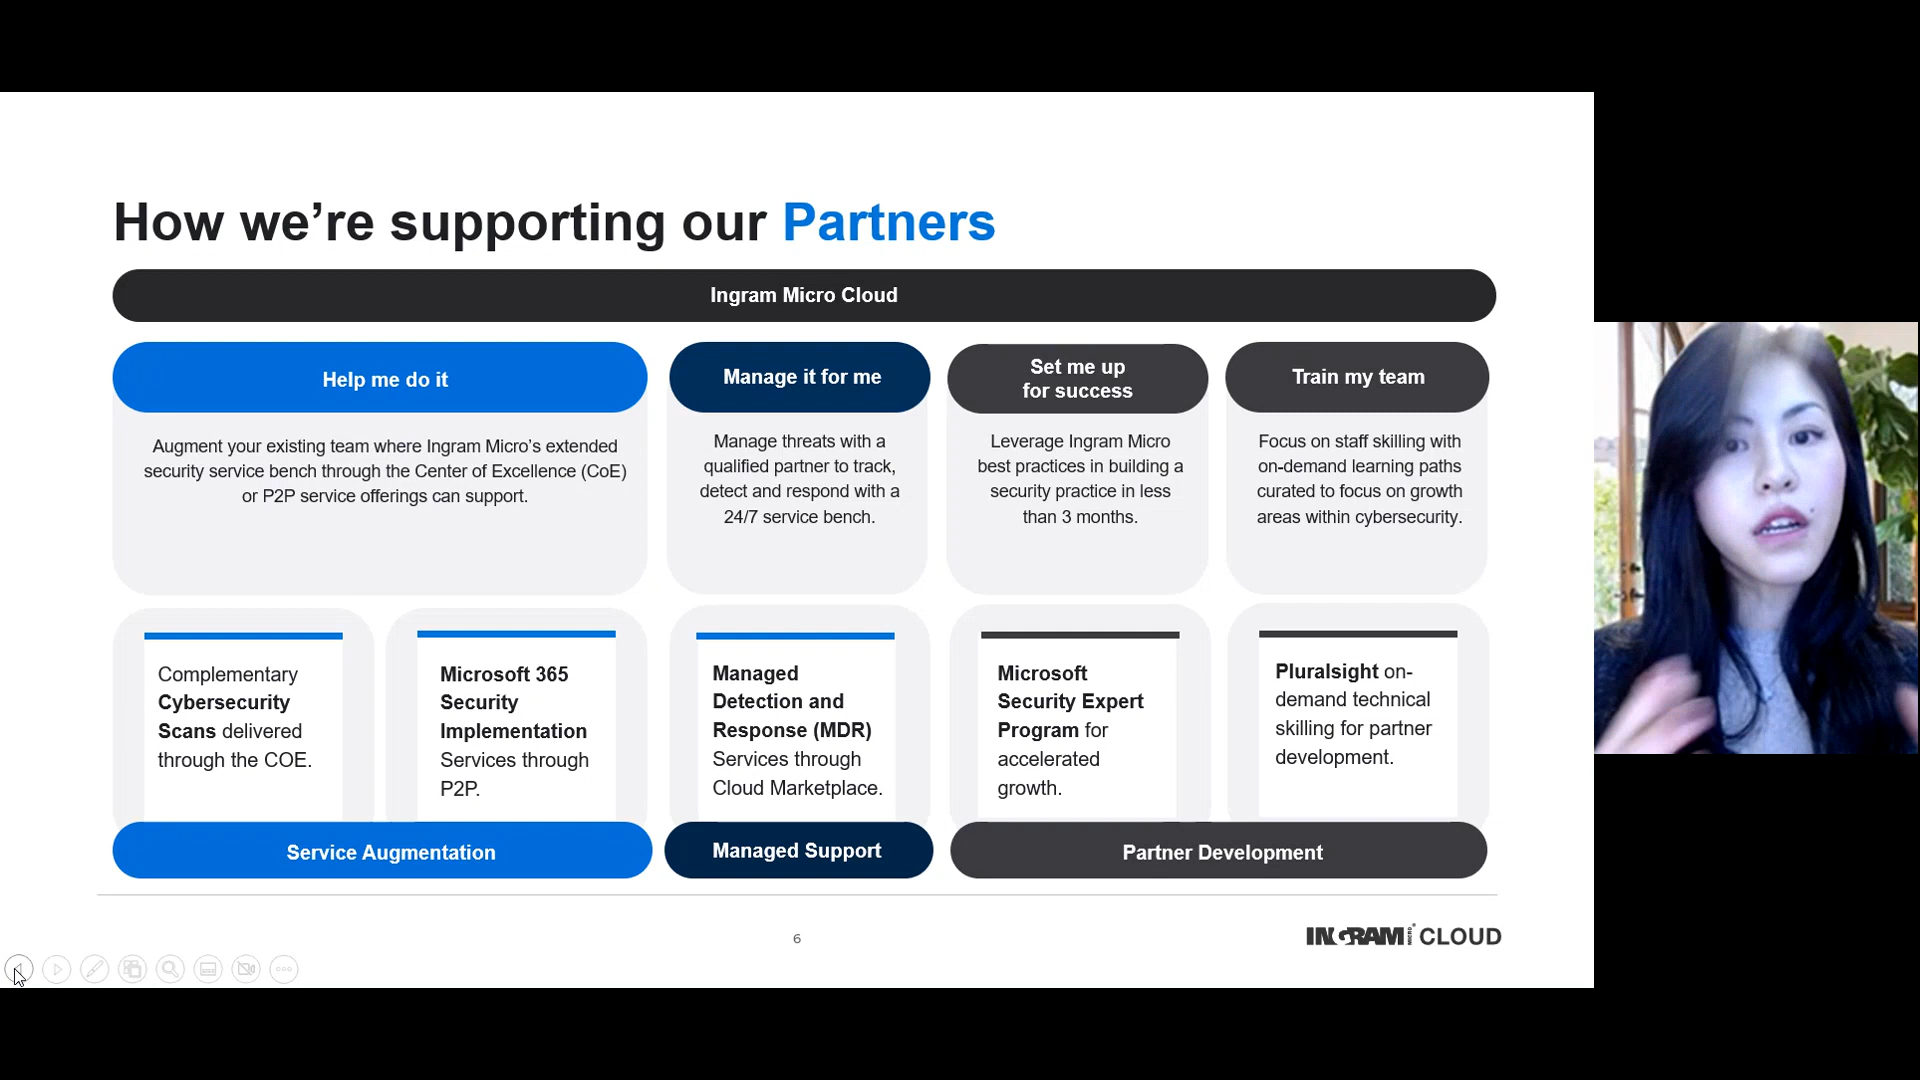 How we're supporting our Partners
Ingram Micro Cloud
Help me do it
Augment your existing team where Ingram Micro's extended
security service bench through the Center of Excellence (CoE)
or P2P service offerings can support.
Manage it for me
Manage threats with a
qualified partner to track,
detect and respond with a
24/7 service bench.
Set me up
for success
Leverage Ingram Micro
best practices in building a
security practice in less
than 3 months.
Train my team
Focus on staff skilling with
on-demand learning paths
curated to focus on growth
areas within cybersecurity.
Complementary
Cybersecurity
Scans delivered
through the COE.
Microsoft 365
Security
Implementation
Services through
P2P.
Managed
Detection and
Response (MDR)
Services through
Cloud Marketplace.
Microsoft
Security Expert
Program for
accelerated
growth.
Pluralsight on-
demand technical
skilling for partner
development.
Service Augmentation
Managed Support
Partner Development
6
INGRAM MICRO CLOUD